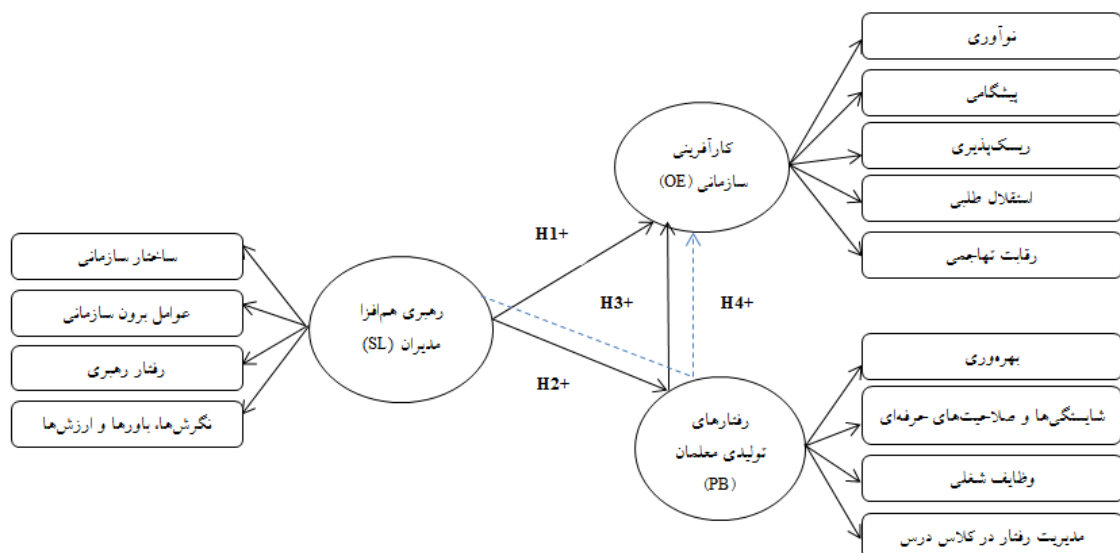 نوآوری
پیشگامی
ریسک‌پذیری
استقلال طلبی
رقابت تهاجمی
کارآفرینی
سازمانی (OE)
H1+
H3+
H4+
H2+
رهبری هم‌افزا
مدیران (SL)
ساختار سازمانی
عوامل برون سازمانی
رفتار رهبری
نگرش‌ها، باورها و ارزش‌ها
رفتارهای
تولیدی معلمان
(PB)
بهره‌وری
شایستگی‌ها و صلاحیت‌های حرفه‌ای
وظایف شغلی
مدیریت رفتار در کلاس درس